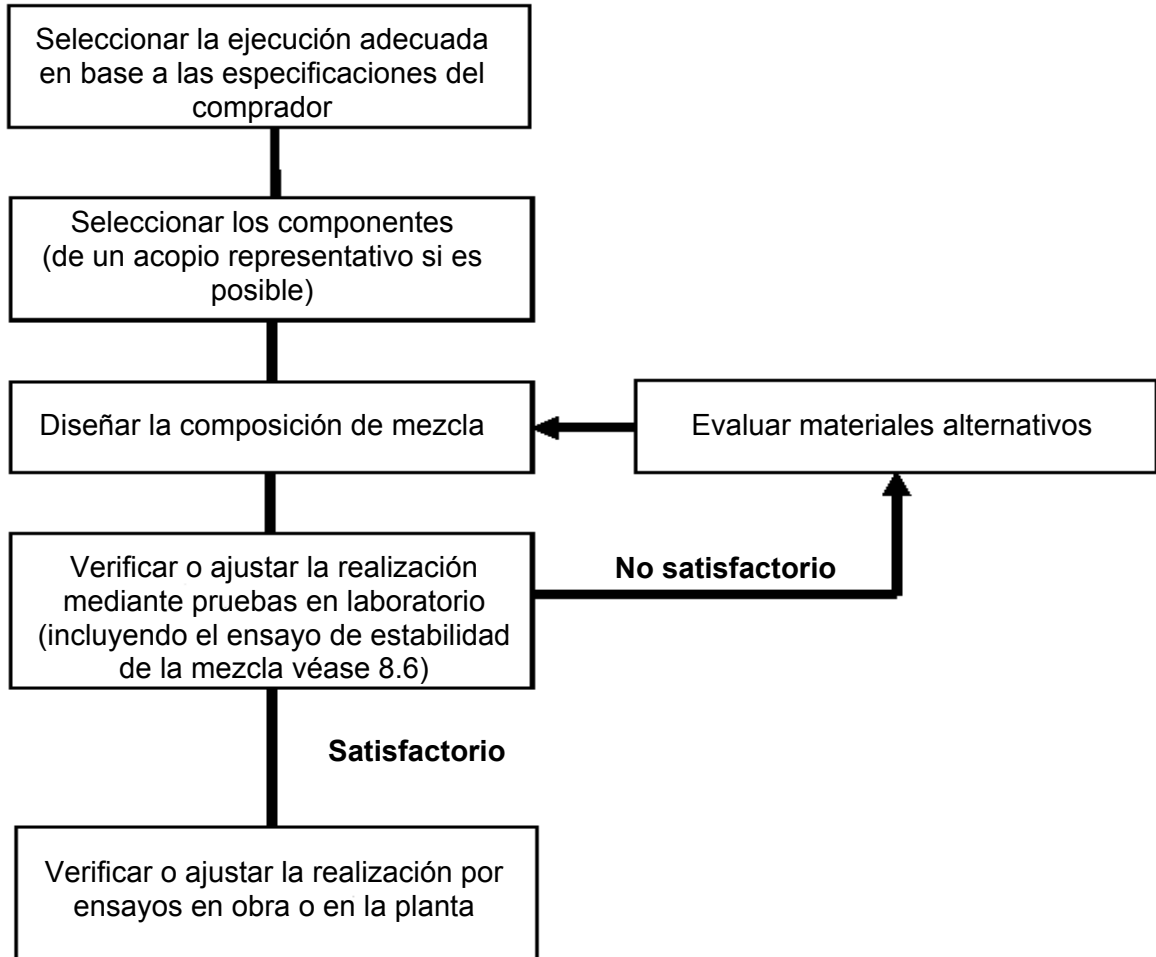 Seleccionar la ejecución adecuada
en base a las especificaciones del
comprador
Seleccionar los componentes
(de un acopio representativo si es
posible)
Diseñar la composición de mezcla
Evaluar materiales alternativos
Verificar o ajustar la realización
mediante pruebas en laboratorio
(incluyendo el ensayo de estabilidad
de la mezcla véase 8.6)
No satisfactorio
Satisfactorio
Verificar o ajustar la realización por
ensayos en obra o en la planta